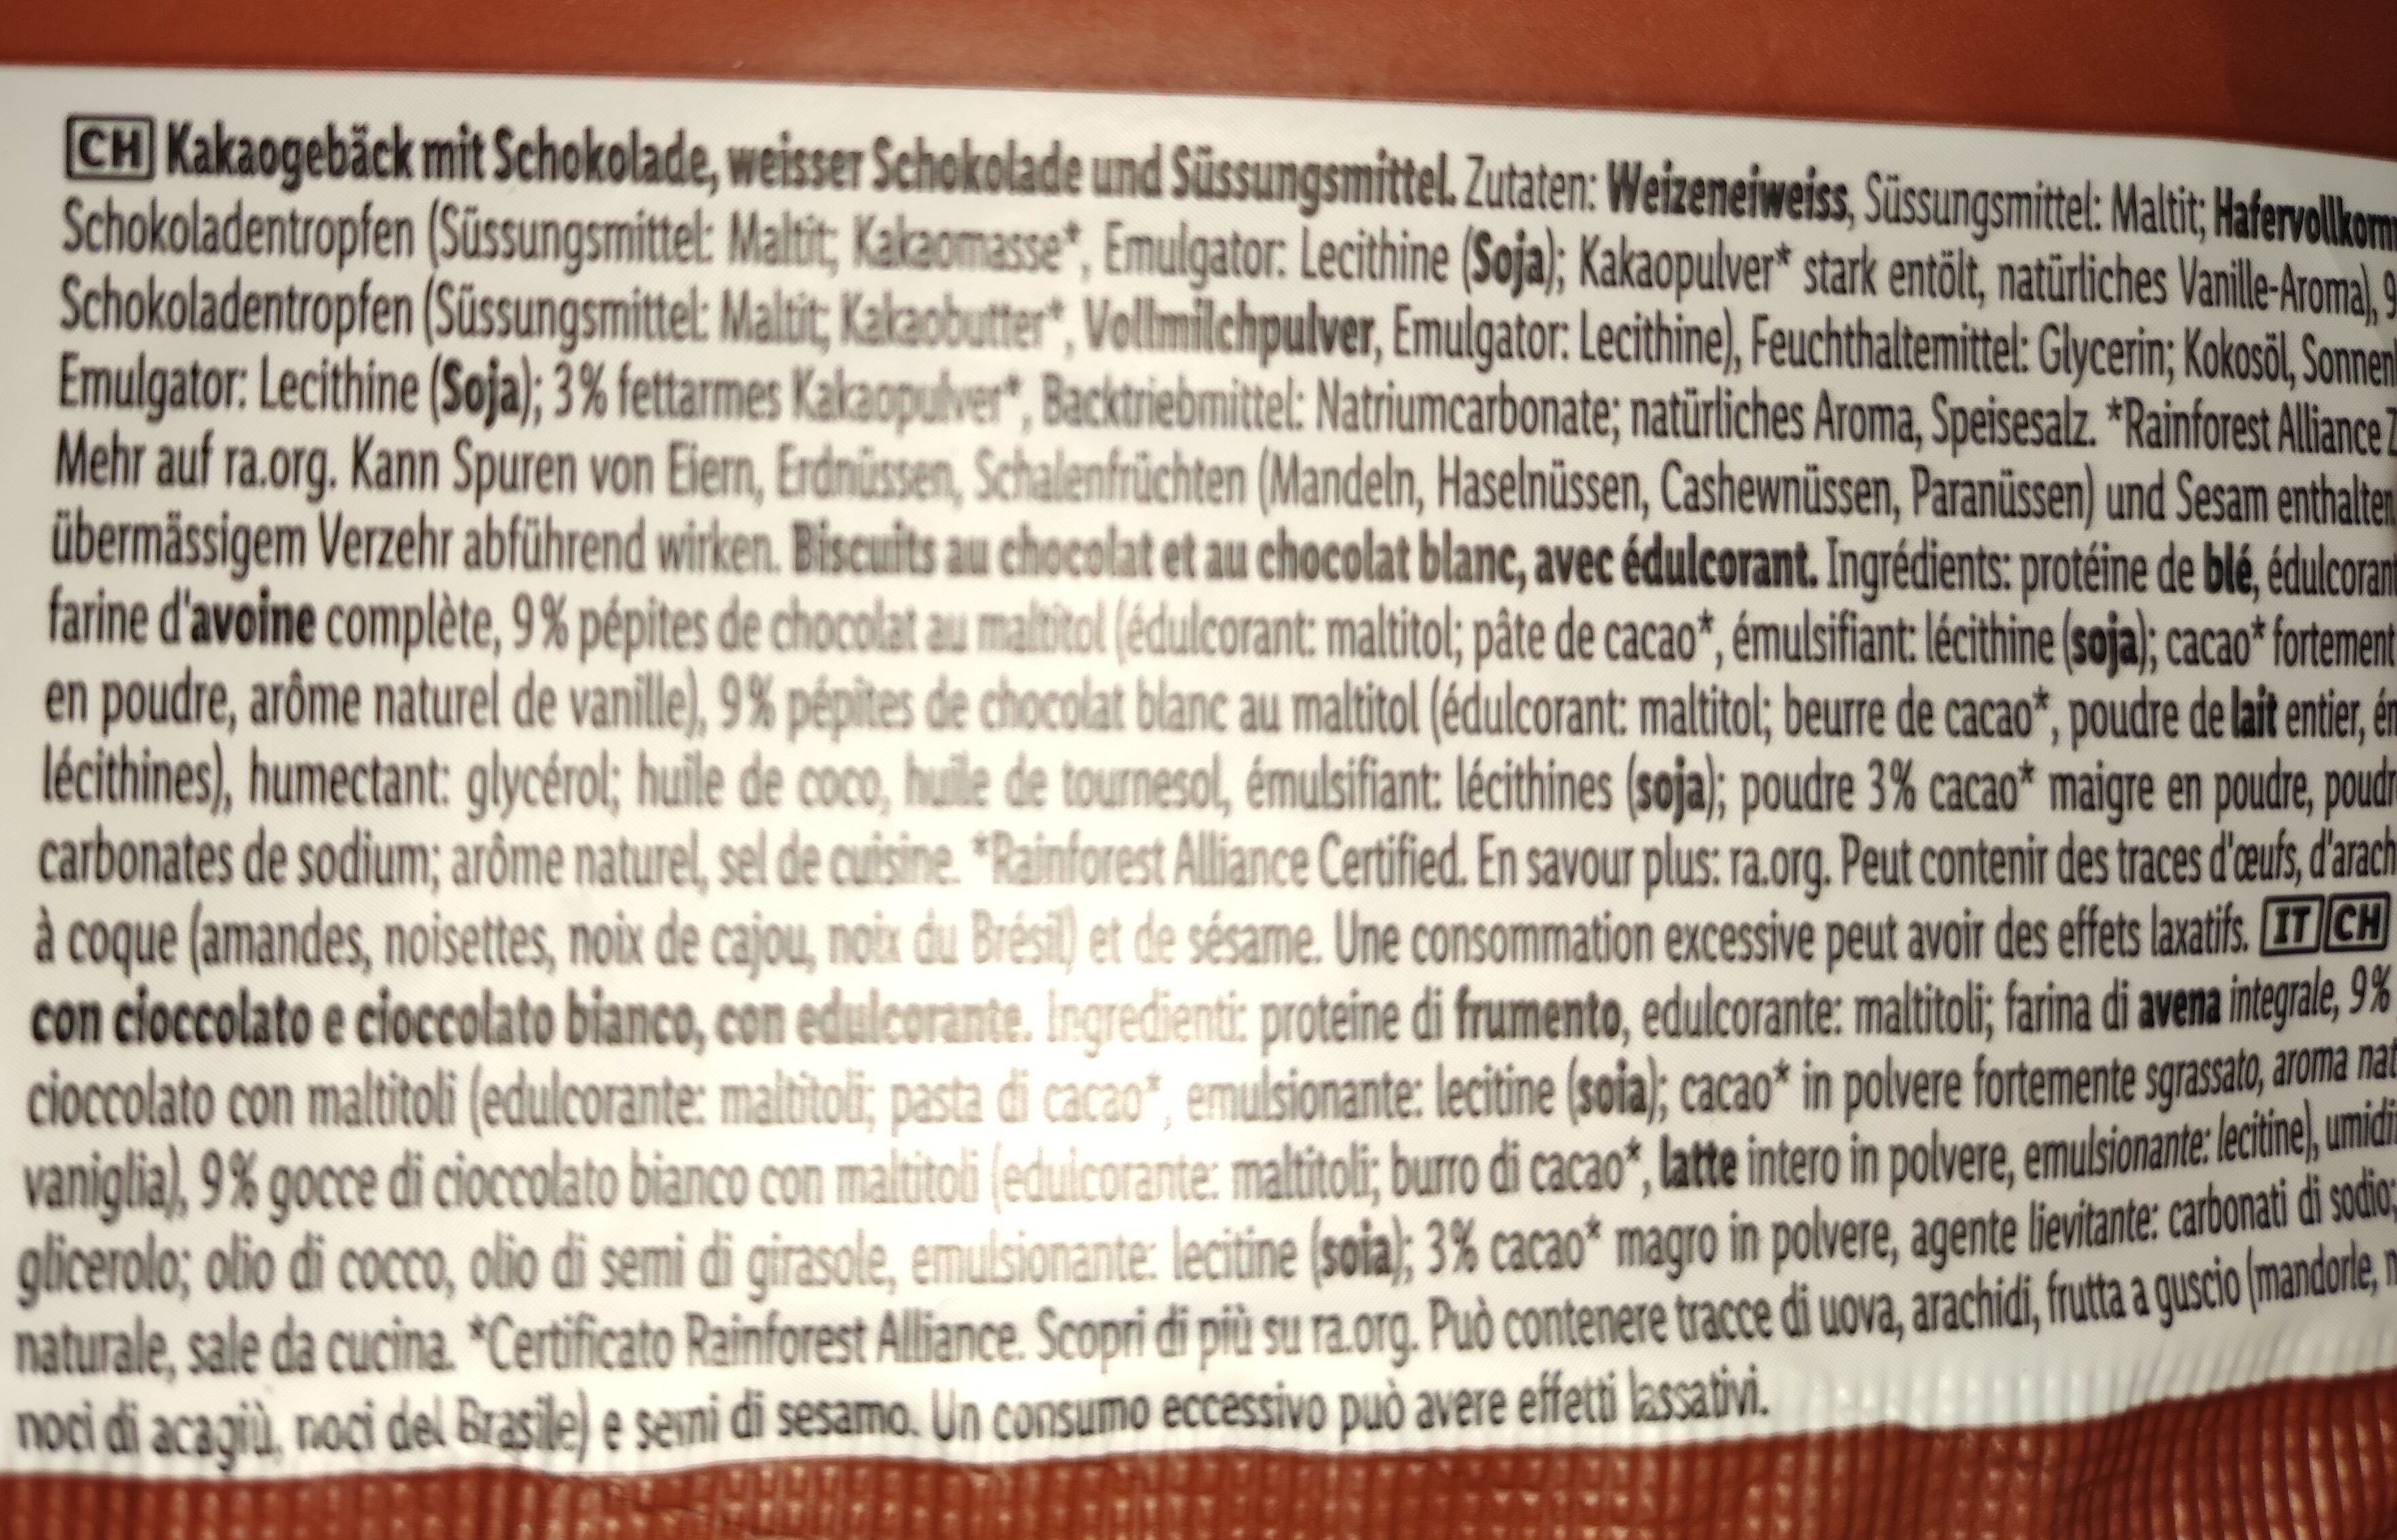 CH Kakaogebäck mit Schokolade, weisser Schokolade und Süssungsmittel. Zutaten: Weizeneiweiss, Süssungsmittel: Maltit; Hafervollkorn
Schokoladentropfen (Süssungsmittel: Maltit; Kakaomasse*, Emulgator: Lecithine (Soja); Kakaopulver* stark entölt, natürliches Vanille-Aroma), 9
Schokoladentropfen (Süssungsmittel: Maltit; Kakaobutter*, Vollmilchpulver, Emulgator: Lecithine), Feuchthaltemittel: Glycerin; Kokosöl, Sonnen
Emulgator: Lecithine (Soja); 3% fettarmes Kakaopulver*, Backtriebmittel: Natriumcarbonate; natürliches Aroma, Speisesalz. *Rainforest Alliance Z
Mehr auf ra.org. Kann Spuren von Eiern, Erdnüssen, Schalenfrüchten (Mandeln, Haselnüssen, Cashewnüssen, Paranüssen) und Sesam enthalten
übermässigem Verzehr abführend wirken. Biscuits au chocolat et au chocolat blanc, avec édulcorant. Ingrédients: protéine de blé, édulcorant
farine d'avoine complète, 9% pépites de chocolat au maltitol (édulcorant: maltitol; pâte de cacao*, émulsifiant: lécithine (soja); cacao* fortement
en poudre, arôme naturel de vanille), 9% pépites de chocolat blanc au maltitol (édulcorant: maltitol; beurre de cacao*, poudre de lait entier, ém
lécithines), humectant: glycérol; huile de coco, huile de tournesol, émulsifiant: lécithines (soja); poudre 3% cacao* maigre en poudre, poudr
carbonates de sodium; arôme naturel, sel de cuisine. *Rainforest Alliance Certified. En savour plus: ra.org. Peut contenir des traces d'œufs, d'arach
à coque (amandes, noisettes, noix de cajou, noix du Brésil) et de sésame. Une consommation excessive peut avoir des effets laxatifs. IT CH
con cioccolato e cioccolato bianco, con edulcorante. Ingredienti: proteine di frumento, edulcorante: maltitoli; farina di avena integrale, 9%
cioccolato con maltitoli (edulcorante: maltitoli; pasta di cacao*, emulsionante: lecitine (soia); cacao* in polvere fortemente sgrassato, aroma nat
vaniglia), 9% gocce di cioccolato bianco con maltitoli (edulcorante: maltitoli; burro di cacao*, latte intero in polvere, emulsionante: lecitine), umidi
glicerolo; olio di cocco, olio di semi di girasole, emulsionante: lecitine (soia); 3% cacao* magro in polvere, agente lievitante: carbonati di sodio;
naturale, sale da cucina. *Certificato Rainforest Alliance. Scopri di più su ra.org. Può contenere tracce di uova, arachidi, frutta a guscio (mandorle, n
noci di acagiù, noci del Brasile) e semi di sesamo. Un consumo eccessivo può avere effetti lassativi.